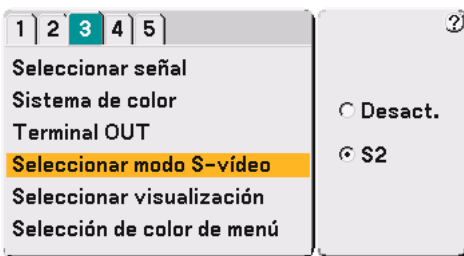 1 2 3 4 5
?
Seleccionar señal
Sistema de color
Terminal OUT
Seleccionar modo S-vídeo
Seleccionar visualización
Selección de color de menú
Desact.
S2